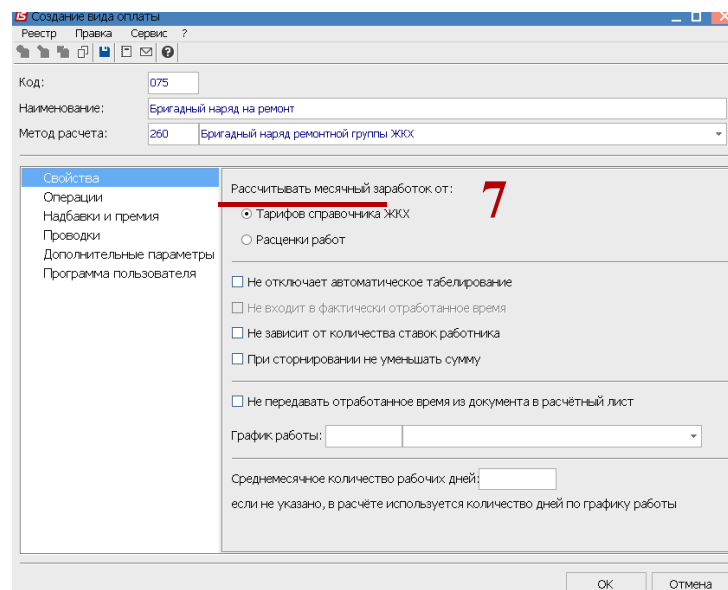 Создание вида оплаты
Реестр Правка Сервис ?
Код: 075
Наименование: Бригадный наряд на ремонт
Метод расчета: 260 Бригадный наряд ремонтной группы ЖКХ
Свойства
Операции
Надбавки и премия
Проводки
Дополнительные параметры
Программа пользователя
Рассчитывать месячный заработок от:
7
Тарифов справочника ЖКХ
Расценки работ
Не отключает автоматическое табелирование
Не входит в фактически отработанное время
Не зависит от количества ставок работника
При сторнировании не уменьшать сумму
Не передавать отработанное время из документа в расчётный лист
График работы:
Среднемесячное количество рабочих дней:
если не указано, в расчёте используется количество дней по графику работы
OK Отмена